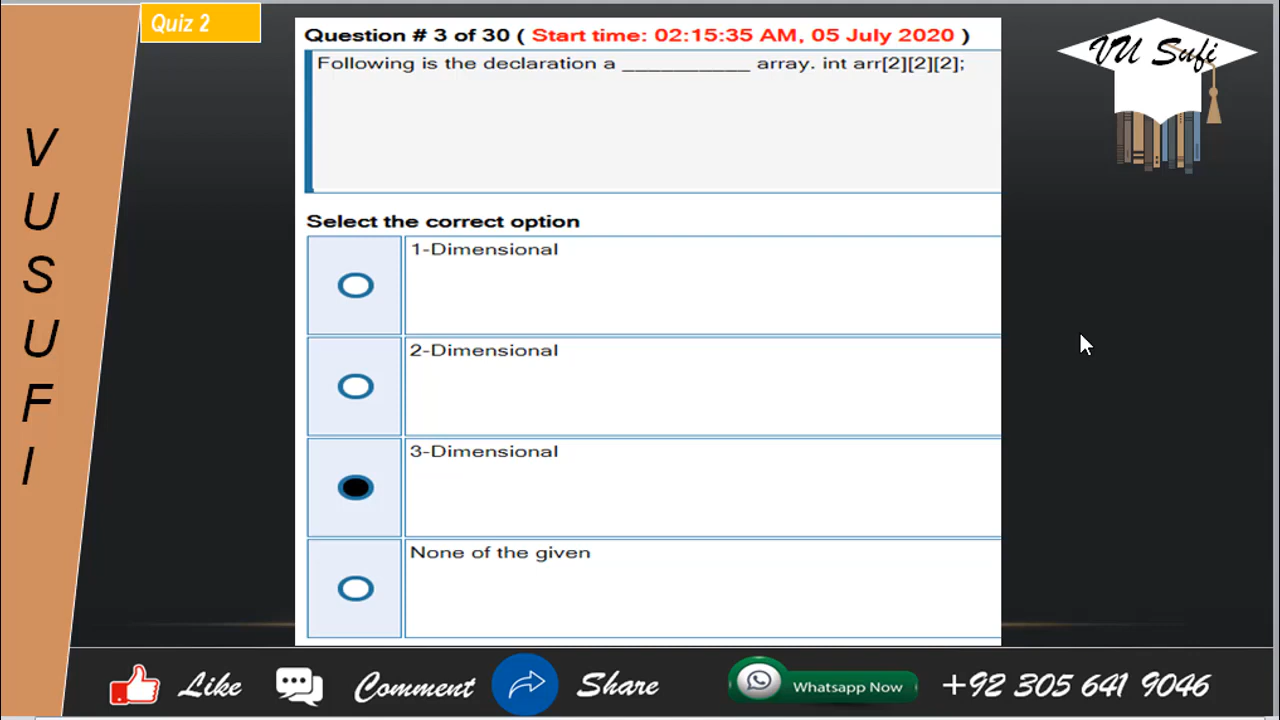 Quiz 2
Question # 3 of 30 ( Start time: 02:15:35 AM, 05 July 2020 )
VU Sufi
Following is the declaration a __________ array. int arr[2][2][2];
V
U
S
U
F
I
Select the correct option
1-Dimensional
2-Dimensional
3-Dimensional
None of the given
Like
Comment
Share
Whatsapp Now
+92 305 641 9046